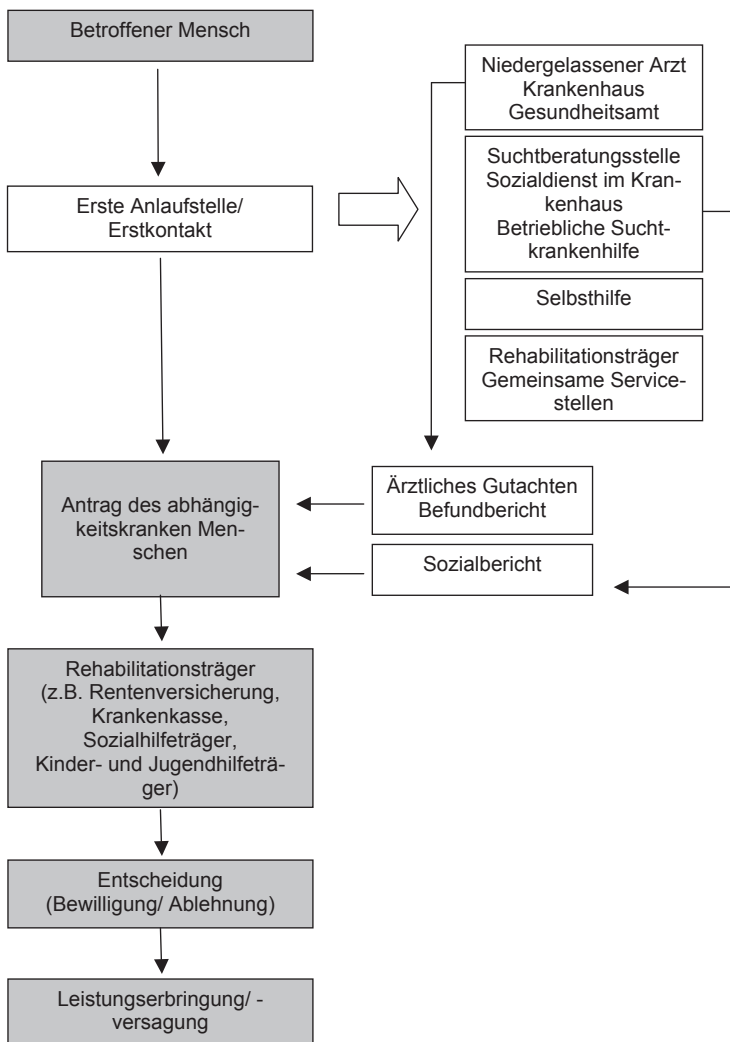 Betroffener Mensch
Erste Anlaufstelle/
Erstkontakt
Niedergelassener Arzt
Krankenhaus
Gesundheitsamt
Suchtberatungsstelle
Sozialdienst im Kran-
kenhaus
Betriebliche Sucht-
krankenhilfe
Selbsthilfe
Rehabilitationsträger
Gemeinsame Service-
stellen
Antrag des abhängig-
keitskranken Men-
schen
Ärztliches Gutachten
Befundbericht
Sozialbericht
Rehabilitationsträger
(z.B. Rentenversicherung,
Krankenkasse,
Sozialhilfeträger,
Kinder- und Jugendhilfeträ-
ger)
Entscheidung
(Bewilligung/ Ablehnung)
Leistungserbringung/ -
versagung